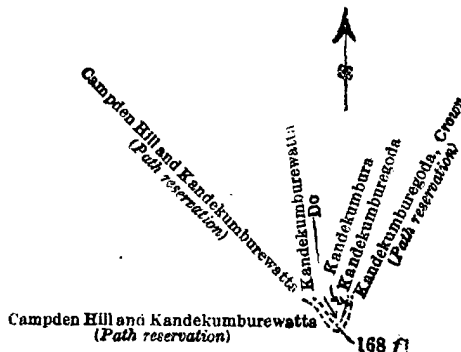 Campden Hill and Kandekumburewatta
(Path reservation)
Kandekumburewatta
Do
Kandekumbura
Kandekumburegoda
Kandekumburegoda, Crown
(Path reservation)
Campden Hill and Kandekumburewatta
(Path reservation)
168 ft